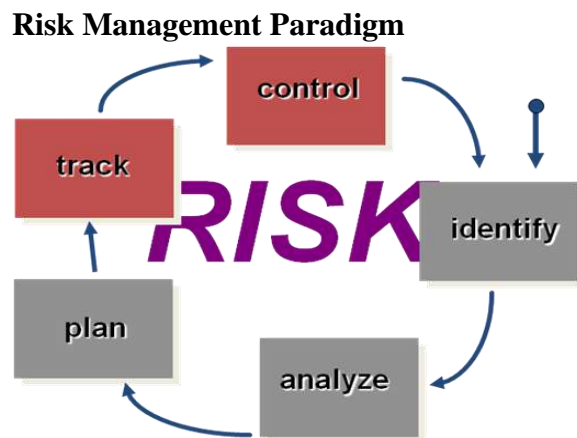 Risk Management Paradigm
control
track
RISK
identify
plan
analyze